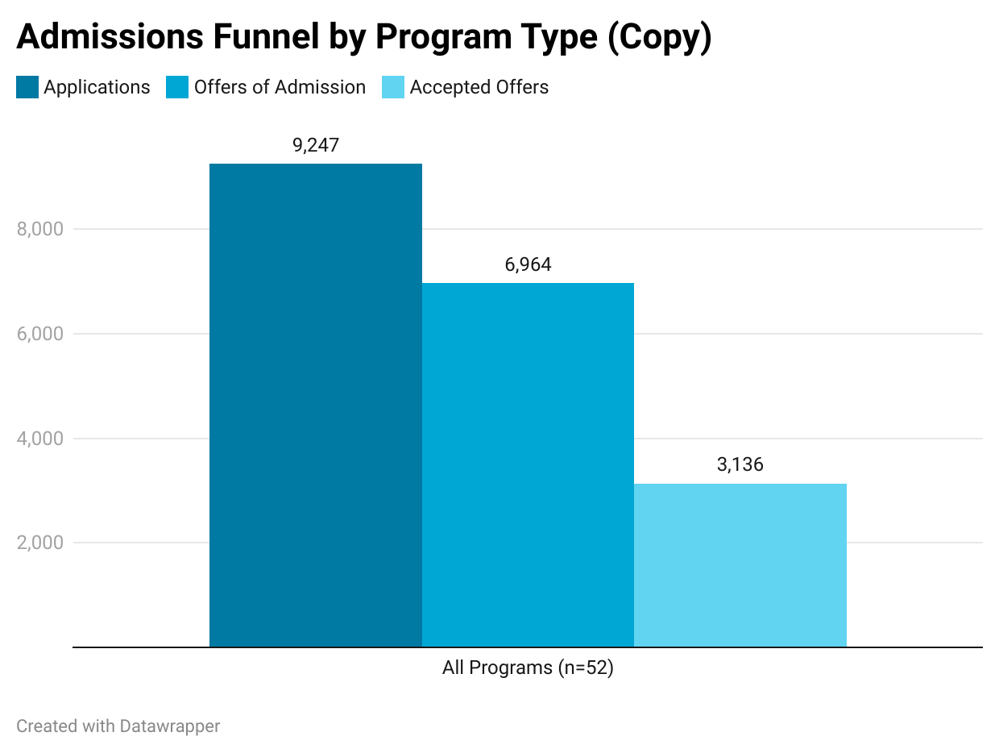 Admissions Funnel by Program Type (Copy)
Applications Offers of Admission Accepted Offers
9,247
8,000
6,964
6,000
4,000
3,136
2,000
All Programs (n=52)
Created with Datawrapper